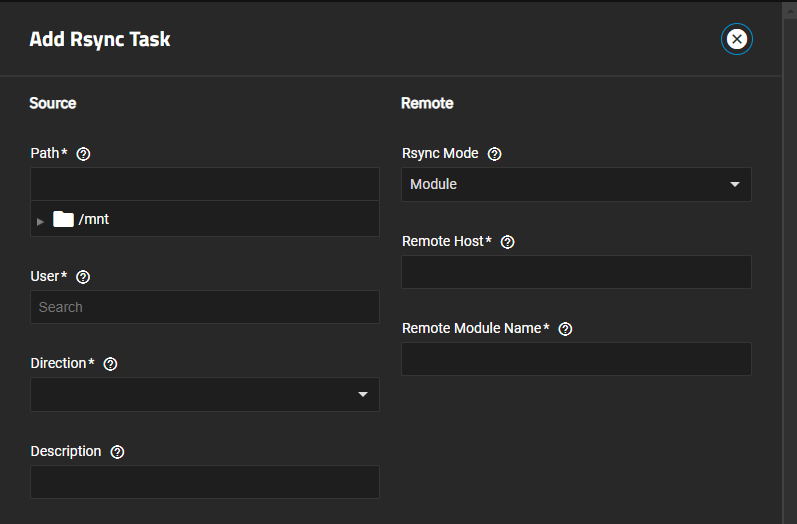 Add Rsync Task
Source
Path*
/mnt
User*
Search
Direction*
Description
Remote
Rsync Mode
Module
Remote Host*
Remote Module Name*